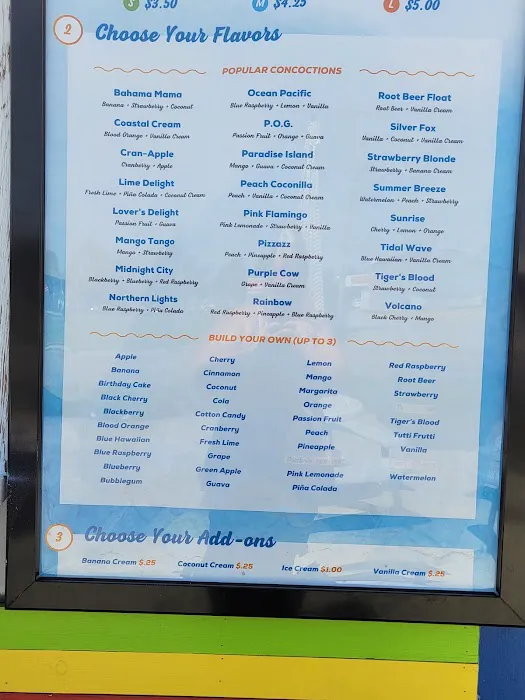 S $3.50 M $4.25 L $5.00
2 Choose Your Flavors
POPULAR CONCOCTIONS
Bahama Mama
Banana • Strawberry • Coconut
Coastal Cream
Blood Orange • Vanilla Cream
Cran-Apple
Cranberry • Apple
Lime Delight
Fresh Lime • Piña Colada • Coconut Cream
Lover's Delight
Passion Fruit • Guava
Mango Tango
Mango • Strawberry
Midnight City
Blackberry • Blueberry • Red Raspberry
Northern Lights
Blue Raspberry • Piña Colada
Ocean Pacific
Blue Raspberry • Lemon • Vanilla
P.O.G.
Passion Fruit • Orange • Guava
Paradise Island
Mango • Guava • Coconut Cream
Peach Coconilla
Peach • Vanilla • Coconut Cream
Pink Flamingo
Pink Lemonade • Strawberry • Vanilla
Pizzazz
Peach • Pineapple • Red Raspberry
Purple Cow
Grape • Vanilla Cream
Rainbow
Red Raspberry • Pineapple • Blue Raspberry
Root Beer Float
Root Beer • Vanilla Cream
Silver Fox
Vanilla • Coconut • Vanilla Cream
Strawberry Blonde
Strawberry • Banana Cream
Summer Breeze
Watermelon • Peach • Strawberry
Sunrise
Cherry • Lemon • Orange
Tidal Wave
Blue Hawaiian • Vanilla Cream
Tiger's Blood
Strawberry • Coconut
Volcano
Black Cherry • Mango
BUILD YOUR OWN (UP TO 3)
Apple
Banana
Birthday Cake
Black Cherry
Blackberry
Blood Orange
Blue Hawaiian
Blue Raspberry
Blueberry
Bubblegum
Cherry
Cinnamon
Coconut
Cola
Cotton Candy
Cranberry
Fresh Lime
Grape
Green Apple
Guava
Lemon
Mango
Margarita
Orange
Passion Fruit
Peach
Pineapple
Pink Lemonade
Piña Colada
Red Raspberry
Root Beer
Strawberry
Tiger's Blood
Tutti Frutti
Vanilla
Watermelon
3 Choose Your Add-ons
Banana Cream $.25 Coconut Cream $.25 Ice Cream $1.00 Vanilla Cream $.25